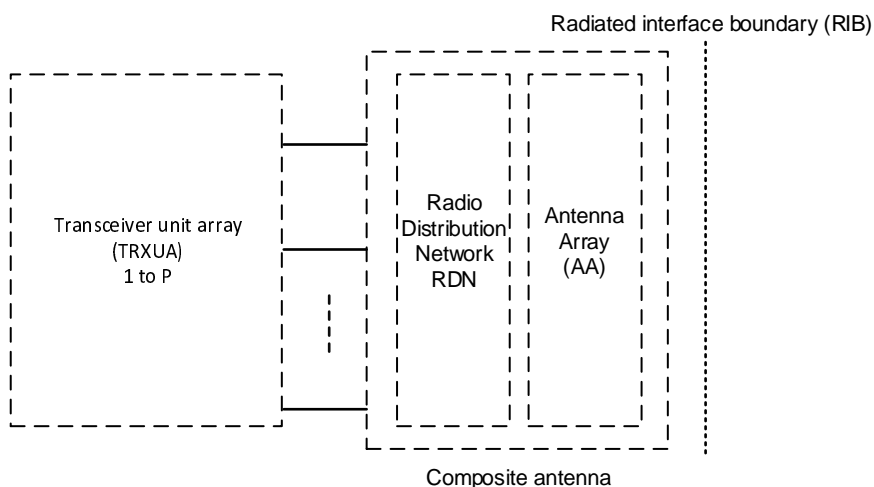 Radiated interface boundary (RIB)
Transceiver unit array
(TRXUA)
1 to P
Radio
Distribution
Network
RDN
Antenna
Array
(AA)
Composite antenna